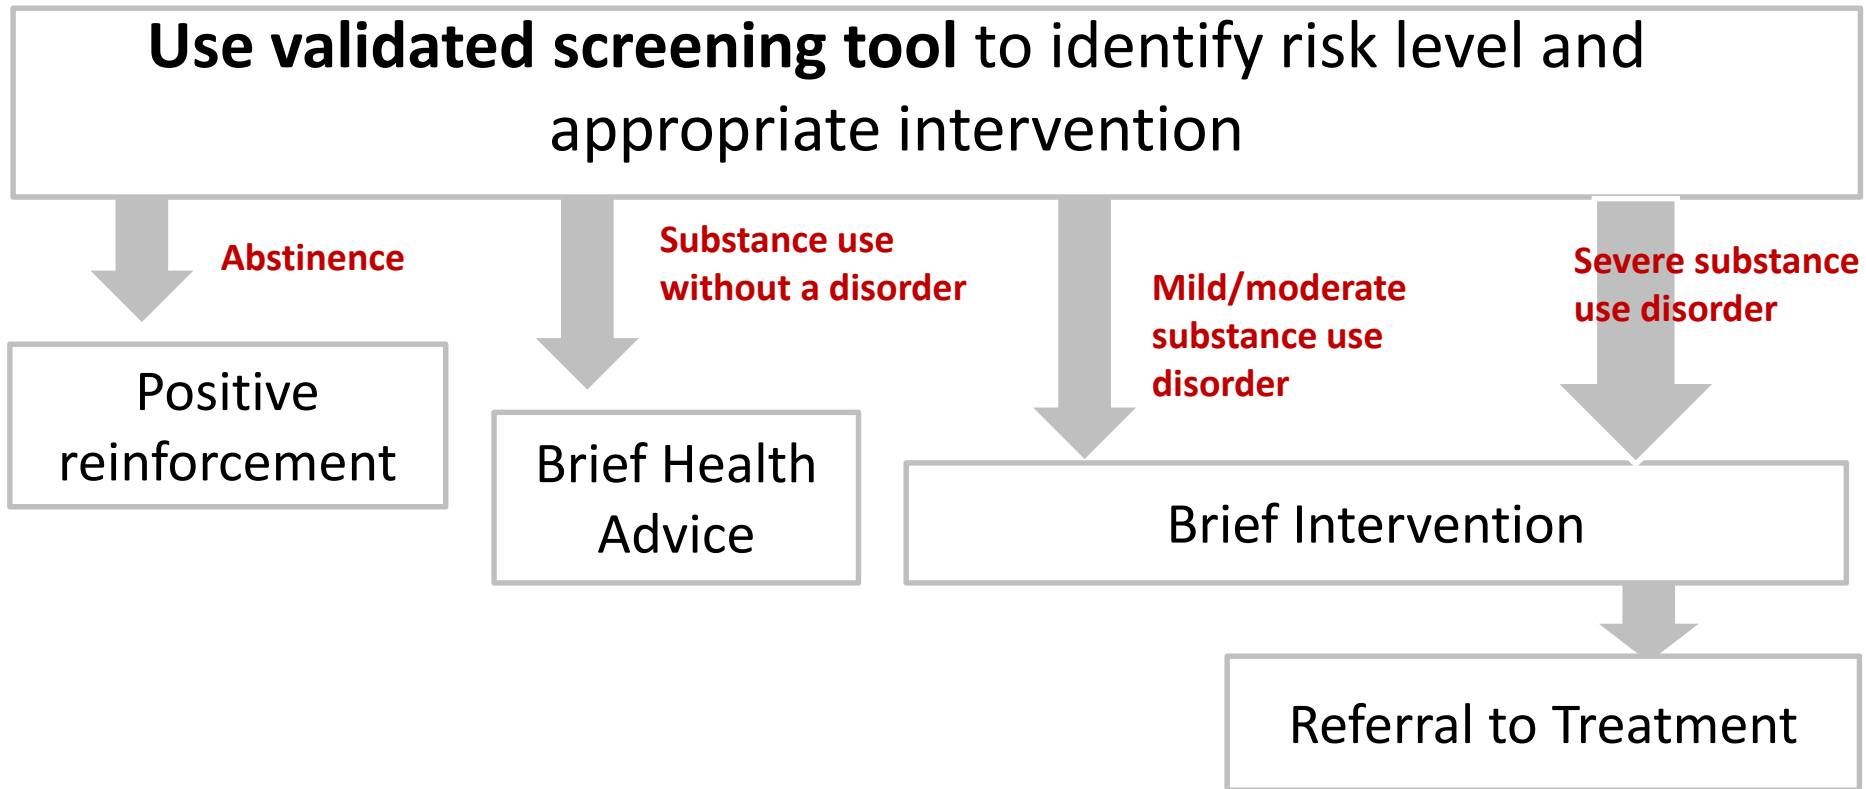 Use validated screening tool to identify risk level and
appropriate intervention
Abstinence
Substance use
without a disorder
Mild/moderate
substance use
disorder
Severe substance
use disorder
Positive
reinforcement
Brief Health
Advice
Brief Intervention
Referral to Treatment